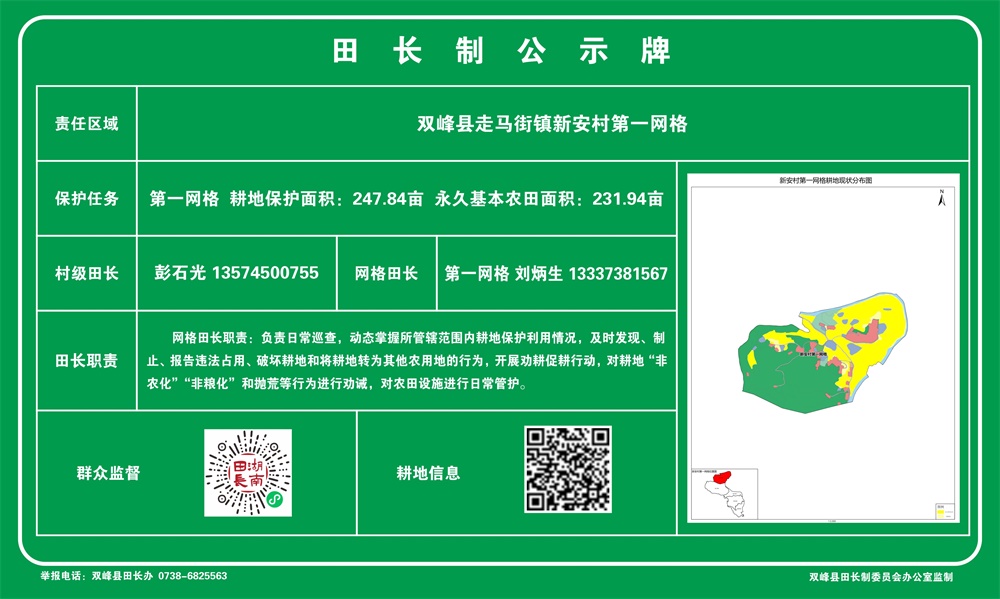 田长制公示牌
责任区域
双峰县走马街镇新安村第一网格
保护任务
第一网格 耕地保护面积：247.84亩 永久基本农田面积：231.94亩
新安村第一网格耕地现状分布图
N
村级田长
彭石光 13574500755
网格田长
第一网格 刘炳生 13337381567
新安村第一网格
田长职责
网格田长职责：负责日常巡查，动态掌握所管辖范围内耕地保护利用情况，及时发现、制
止、报告违法占用、破坏耕地和将耕地转为其他农用地的行为，开展劝耕促耕行动，对耕地“非
农化”“非粮化”和抛荒等行为进行劝诫，对农田设施进行日常管护。
群众监督
湖南田長
耕地信息
举报电话：双峰县田长办 0738-6825563
双峰县田长制委员会办公室监制